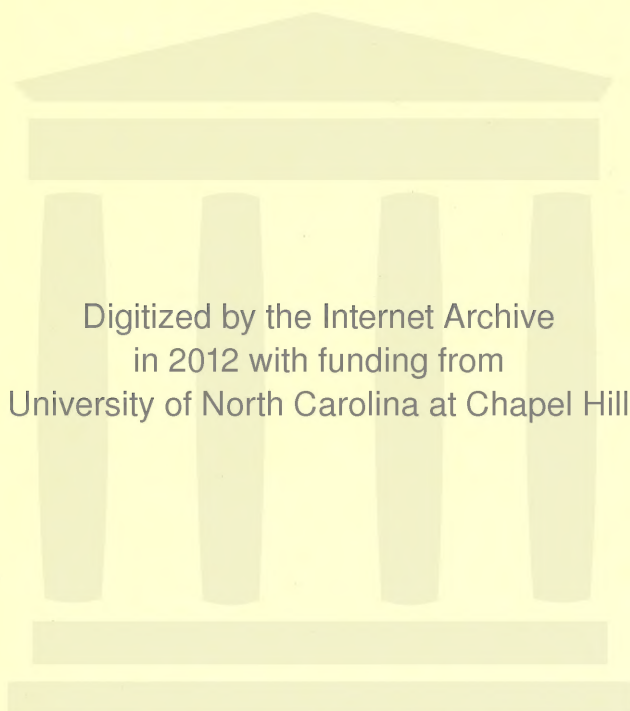 Digitized by the Internet Archive
in 2012 with funding from
University of North Carolina at Chapel Hill